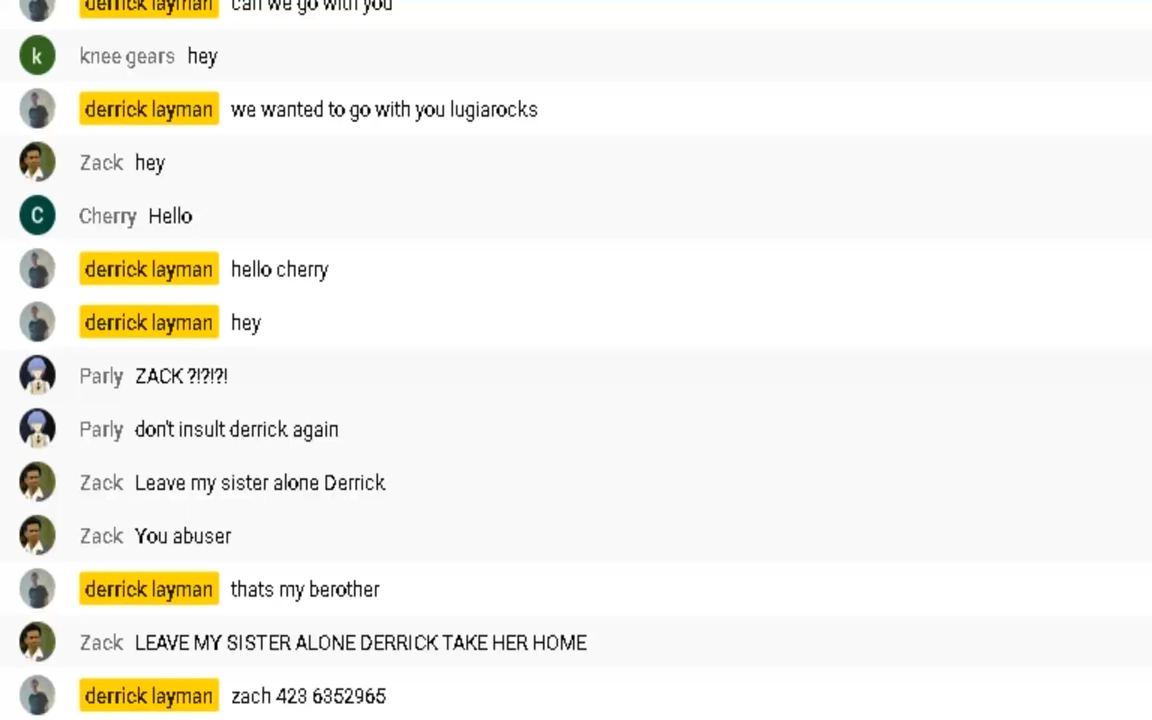 derrick layman can we go with you
k knee gears hey
derrick layman we wanted to go with you lugiarocks
Zack hey
C Cherry Hello
derrick layman hello cherry
derrick layman hey
Parly ZACK ?!?!?!
Parly don't insult derrick again
Zack Leave my sister alone Derrick
Zack You abuser
derrick layman thats my berother
Zack LEAVE MY SISTER ALONE DERRICK TAKE HER HOME
derrick layman zach 423 6352965